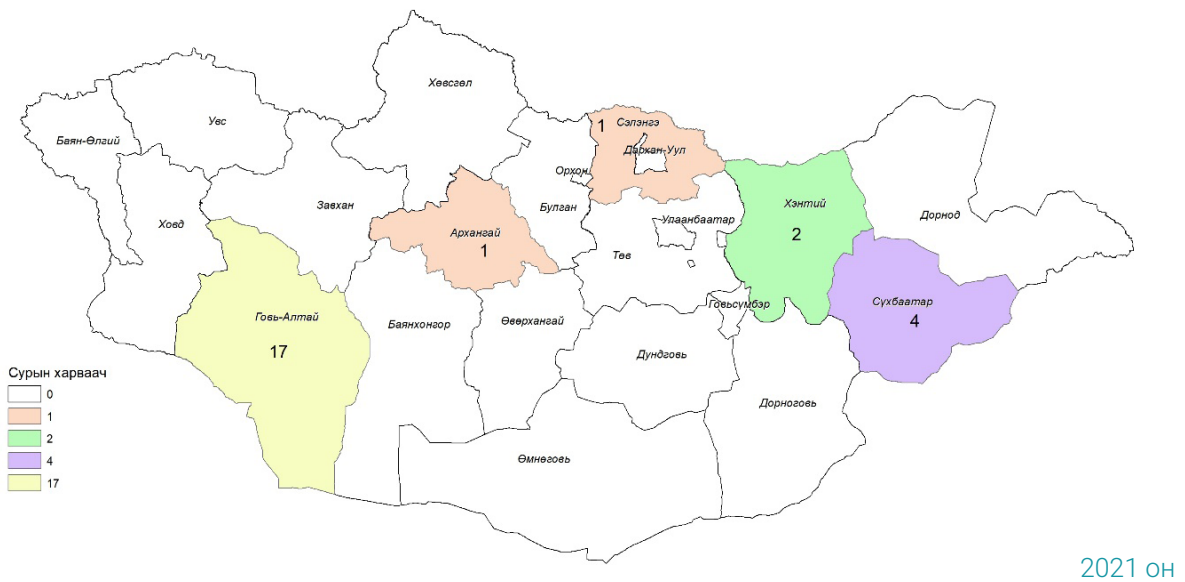 Хөвсгөл
Увс
Баян-Өлгий
Сэлэнгэ
1
Дархан-Уул
Орхон
Завхан
Булган
Хэнтий
2
Ховд
Улаанбаатар
Дорнод
Архангай
1
Төв
Говьсүмбэр
Сүхбаатар
4
Говь-Алтай
17
Баянхонгор
Өвөрхангай
Дундговь
Дорноговь
Өмнөговь
Сурын харваач
0
1
2
4
17
2021 он